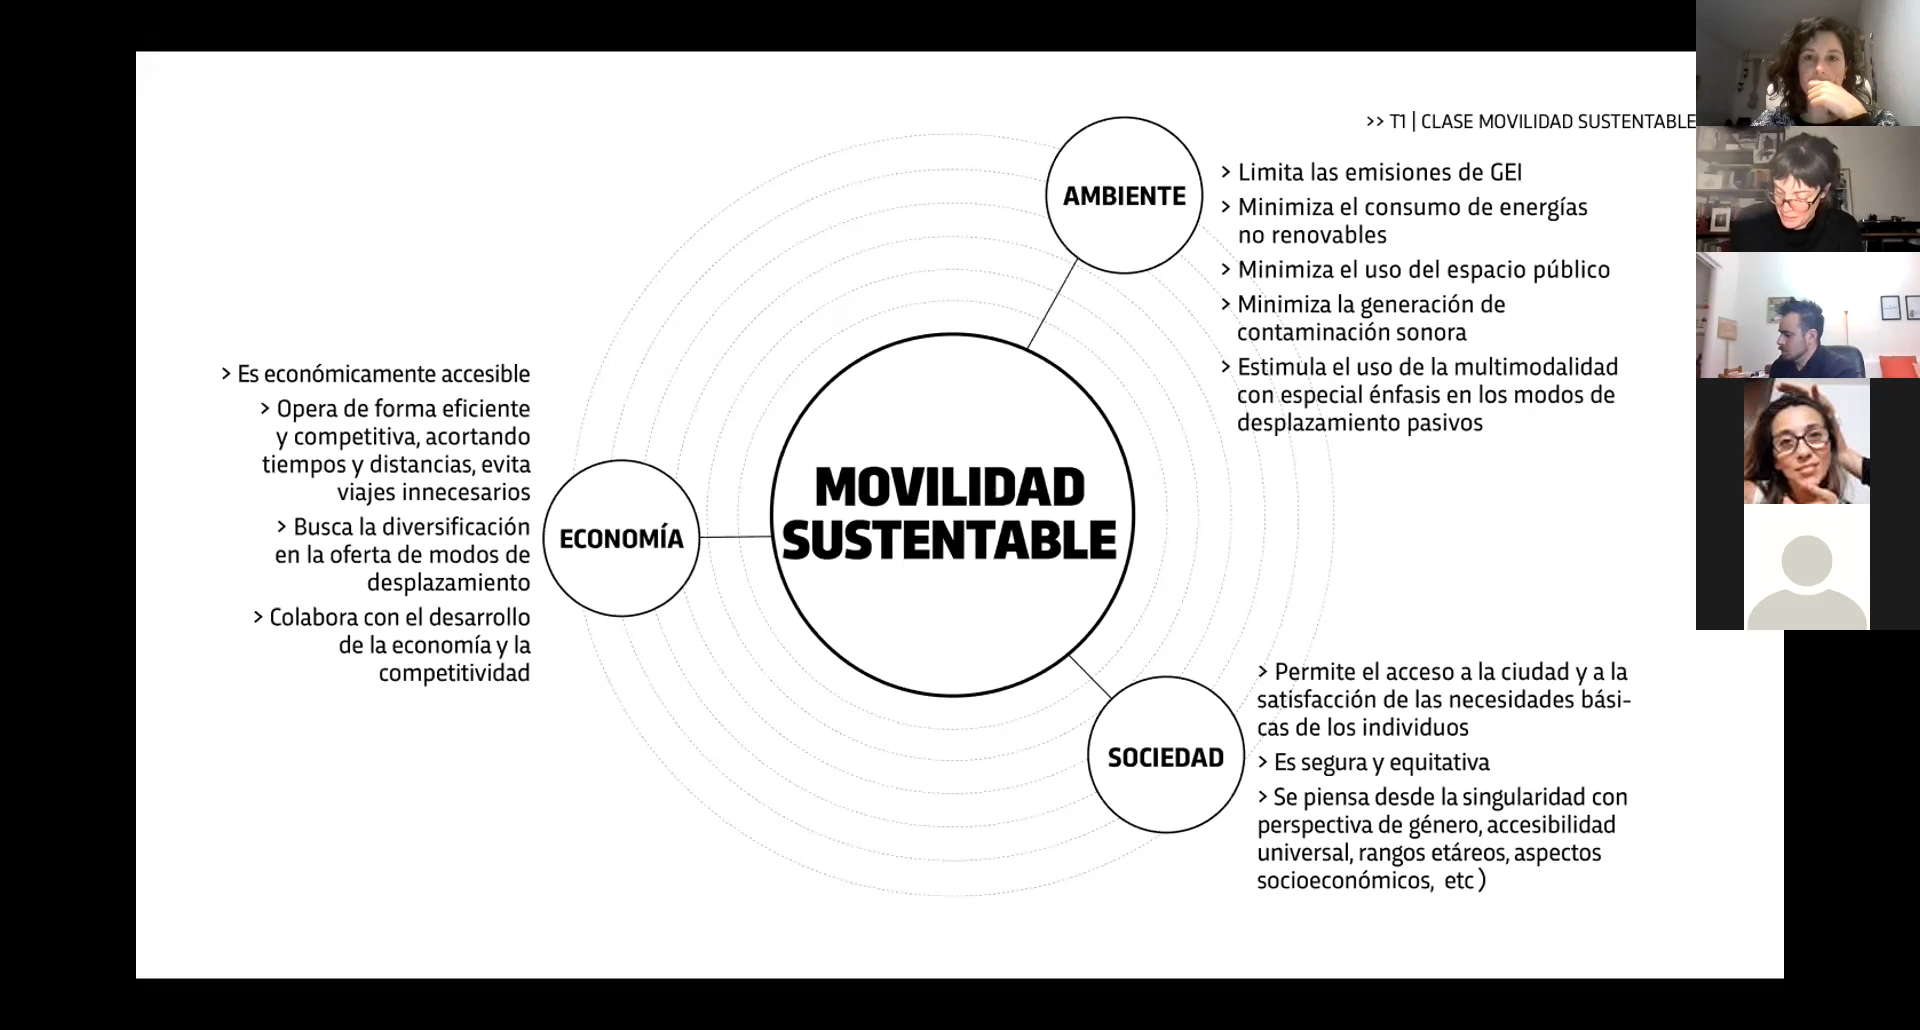 >> T1 | CLASE MOVILIDAD SUSTENTABLE
AMBIENTE
> Limita las emisiones de GEI
> Minimiza el consumo de energías
no renovables
> Minimiza el uso del espacio público
> Minimiza la generación de
contaminación sonora
> Estimula el uso de la multimodalidad
con especial énfasis en los modos de
desplazamiento pasivos
> Es económicamente accesible
> Opera de forma eficiente
y competitiva, acortando
tiempos y distancias, evita
viajes innecesarios
> Busca la diversificación
en la oferta de modos de
desplazamiento
> Colabora con el desarrollo
de la economía y la
competitividad
ECONOMÍA
MOVILIDAD
SUSTENTABLE
SOCIEDAD
> Permite el acceso a la ciudad y a la
satisfacción de las necesidades bási-
cas de los individuos
> Es segura y equitativa
> Se piensa desde la singularidad con
perspectiva de género, accesibilidad
universal, rangos etáreos, aspectos
socioeconómicos, etc)